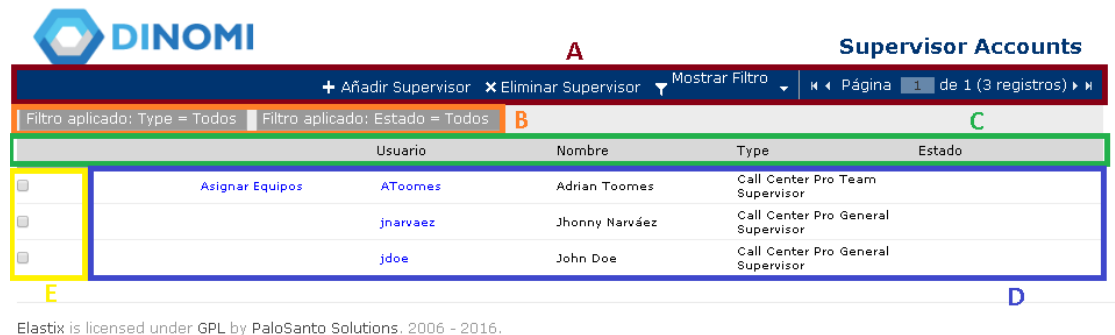 DINOMI
A
Supervisor Accounts
Añadir Supervisor Eliminar Supervisor Mostrar Filtro Página 1 de 1 (3 registros)
Filtro aplicado: Type = Todos Filtro aplicado: Estado = Todos B
C
Usuario Nombre Type Estado
Asignar Equipos AToomes Adrian Toomes Call Center Pro Team
Supervisor
jnarvaez Jhonny Narváez Call Center Pro General
Supervisor
jdoe John Doe Call Center Pro General
Supervisor
E
D
Elastix is licensed under GPL by PaloSanto Solutions. 2006 - 2016.